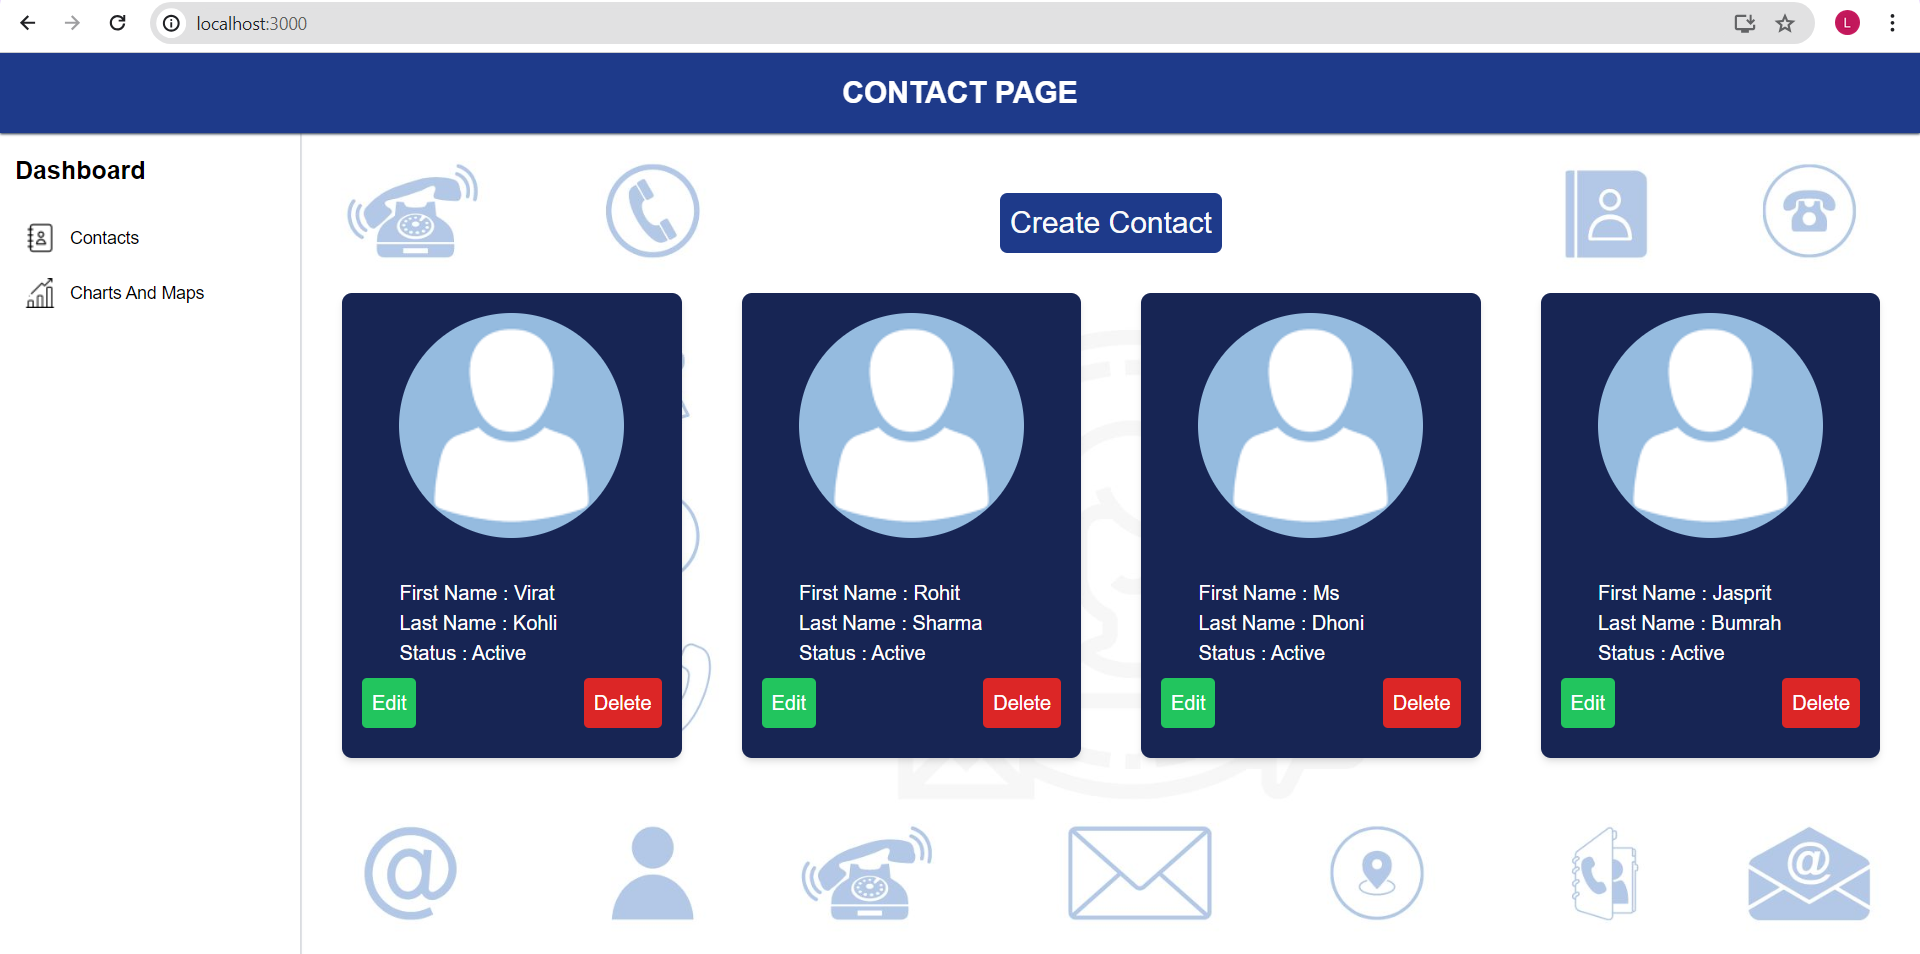 localhost:3000
L
CONTACT PAGE
Dashboard
Contacts
Charts And Maps
Create Contact
First Name : Virat
Last Name : Kohli
Status : Active
Edit
Delete
First Name : Rohit
Last Name : Sharma
Status : Active
Edit
Delete
First Name : Ms
Last Name : Dhoni
Status : Active
Edit
Delete
First Name : Jasprit
Last Name : Bumrah
Status : Active
Edit
Delete
@
@